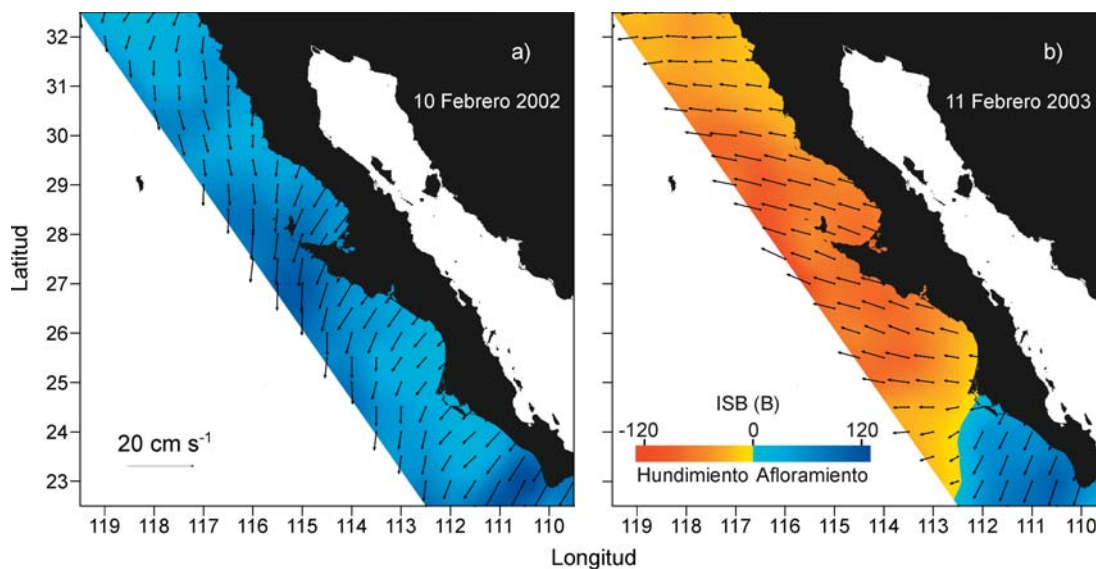 a)
10 Febrero 2002
b)
11 Febrero 2003
Latitud
32
31
30
29
28
27
26
25
24
23
20 cm s-1
ISB (B)
-120 0 120
Hundimiento Afloramiento
119 118 117 116 115 114 113 112 111 110
119 118 117 116 115 114 113 112 111 110
Longitud